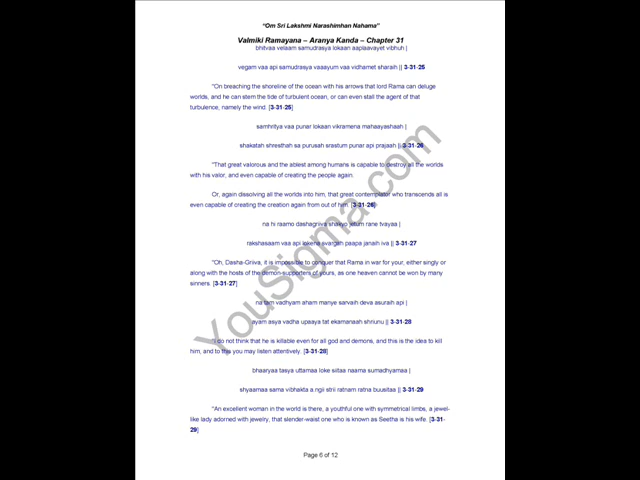 "Om Sri Lakshmi Narashimhan Nahama"
Valmiki Ramayana – Aranya Kanda – Chapter 31
bhitvaa velaam samudrasya lokaan aaplaavayet vibhuh |
vegam vaa api samudrasya vaaayum vaa vidhamet sharaih || 3-31-25
"On breaching the shoreline of the ocean with his arrows that lord Rama can deluge
worlds, and he can stem the tide of turbulent ocean, or can even stall the agent of that
turbulence, namely the wind. [3-31-25]
samhritya vaa punar lokaan vikramena mahaayashaah |
shakatah shresthah sa purusah srastum punar api prajaah || 3-31-26
"That great valorous and the ablest among humans is capable to destroy all the worlds
with his valor, and even capable of creating the people again.
Or, again dissolving all the worlds into him, that great contemplator who transcends all is
even capable of creating the creation again from out of him. [3-31-26]
na hi raamo dashagriiva shakyo jetum rane tvayaa |
rakshasaam vaa api lokena svargah paapa janaih iva || 3-31-27
"Oh, Dasha-Griiva, it is impossible to conquer that Rama in war for your, either singly or
along with the hosts of the demon-supporters of yours, as one heaven cannot be won by many
sinners. [3-31-27]
na tam vadhyam aham manye sarvaih deva asuraih api |
ayam asya vadha upaaya tat ekamanaah shriunu || 3-31-28
"I do not think that he is killable even for all god and demons, and this is the idea to kill
him, and to this you may listen attentively. [3-31-28]
bhaaryaa tasya uttamaa loke siitaa naama sumadhyamaa |
shyaamaa sama vibhakta a.ngii strii ratnam ratna buusitaa || 3-31-29
"An excellent woman in the world is there, a youthful one with symmetrical limbs, a jewel-
like lady adorned with jewelry, that slender-waist one who is known as Seetha is his wife. [3-31-
29]
Page 6 of 12
YouSigma.com